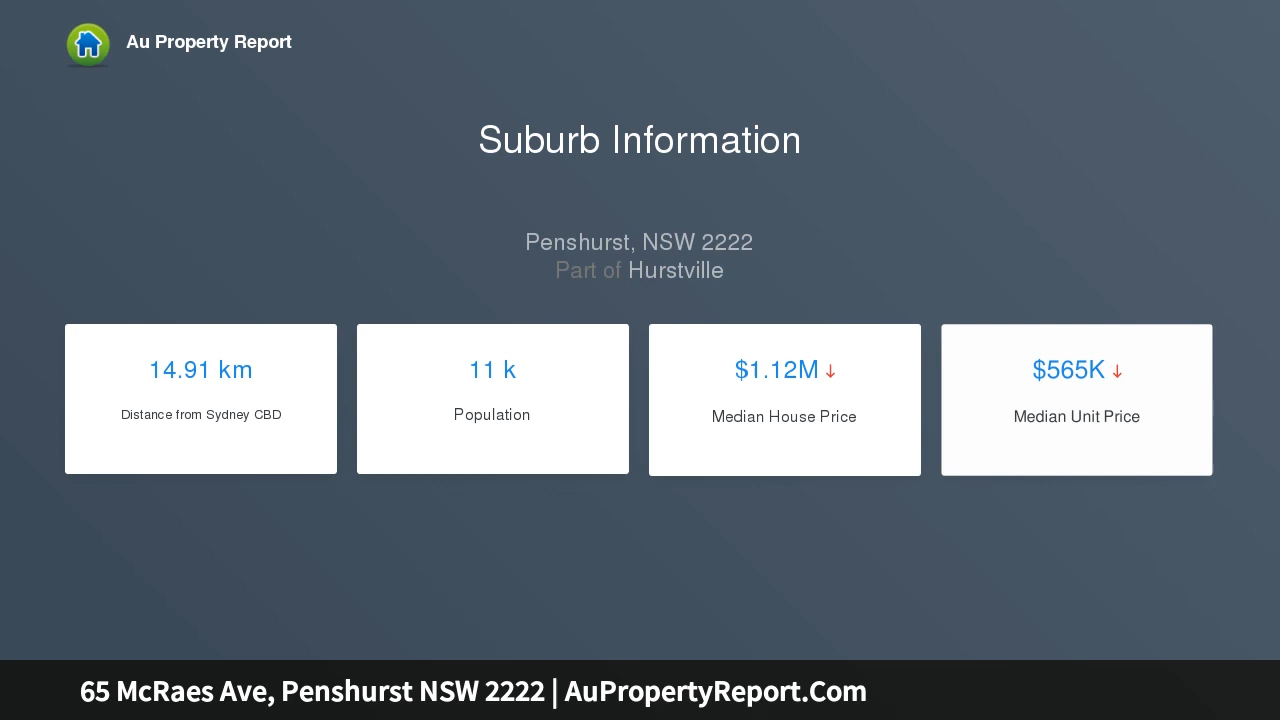 Au Property Report
Suburb Information
Penshurst, NSW 2222
Part of Hurstville
14.91 km
Distance from Sydney CBD
11 k
Population
$1.12M ↓
Median House Price
$565K ↓
Median Unit Price
65 McRaes Ave, Penshurst NSW 2222 | AuPropertyReport.Com